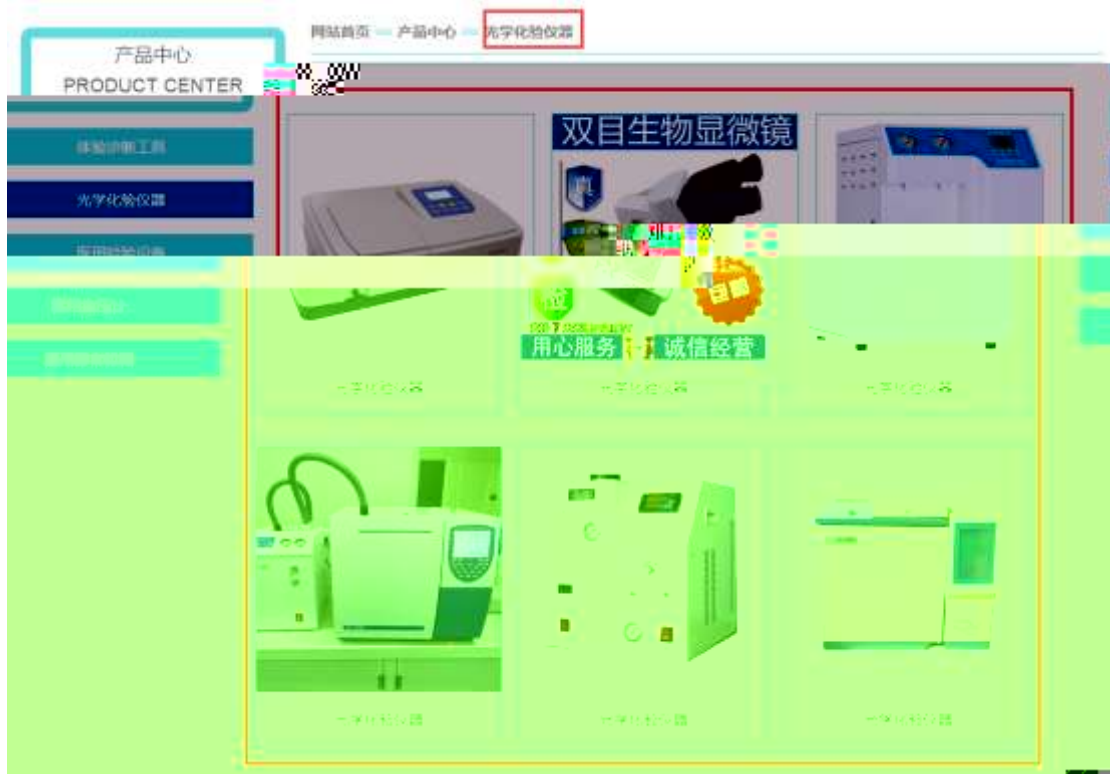 网站首页 产品中心 光学化验仪器
产品中心
PRODUCT CENTER
体验诊断工具
光学化验仪器
双目生物显微镜
用心服务 诚信经营
光学化验仪器
光学化验仪器
光学化验仪器
光学化验仪器
光学化验仪器
光学化验仪器